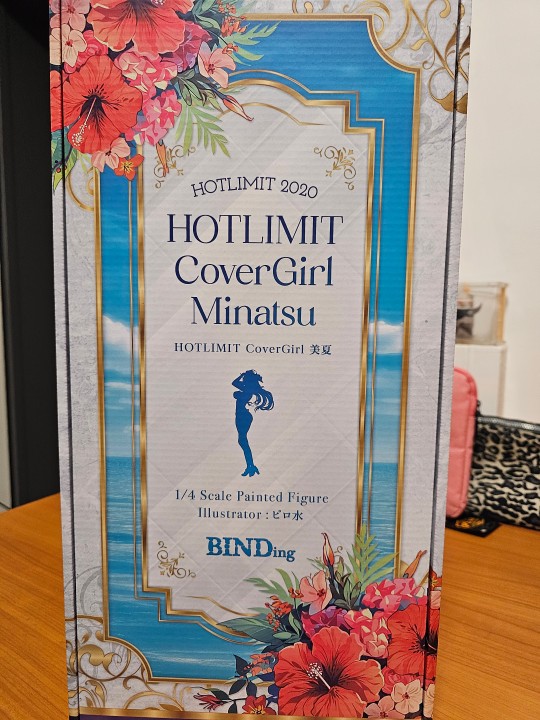 HOTLIMIT 2020
HOTLIMIT
CoverGirl
Minatsu
HOTLIMIT CoverGirl 美夏
1/4 Scale Painted Figure
Illustrator : ピロ水
BINDing